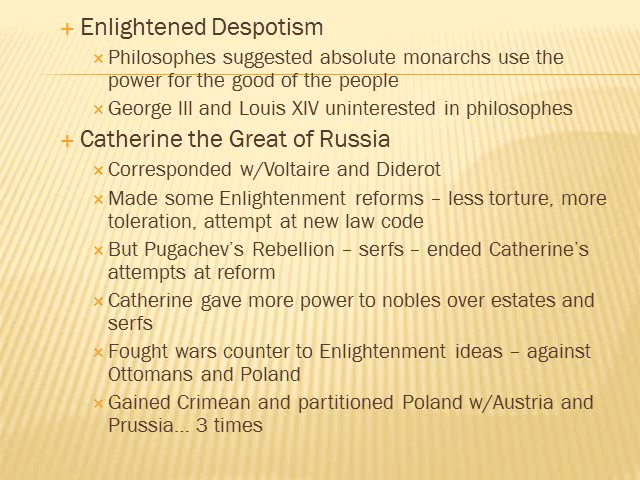 Enlightened Despotism
Philosophes suggested absolute monarchs use the
power for the good of the people
George III and Louis XIV uninterested in philosophes
Catherine the Great of Russia
Corresponded w/Voltaire and Diderot
Made some Enlightenment reforms – less torture, more
toleration, attempt at new law code
But Pugachev's Rebellion – serfs – ended Catherine's
attempts at reform
Catherine gave more power to nobles over estates and
serfs
Fought wars counter to Enlightenment ideas – against
Ottomans and Poland
Gained Crimean and partitioned Poland w/Austria and
Prussia... 3 times